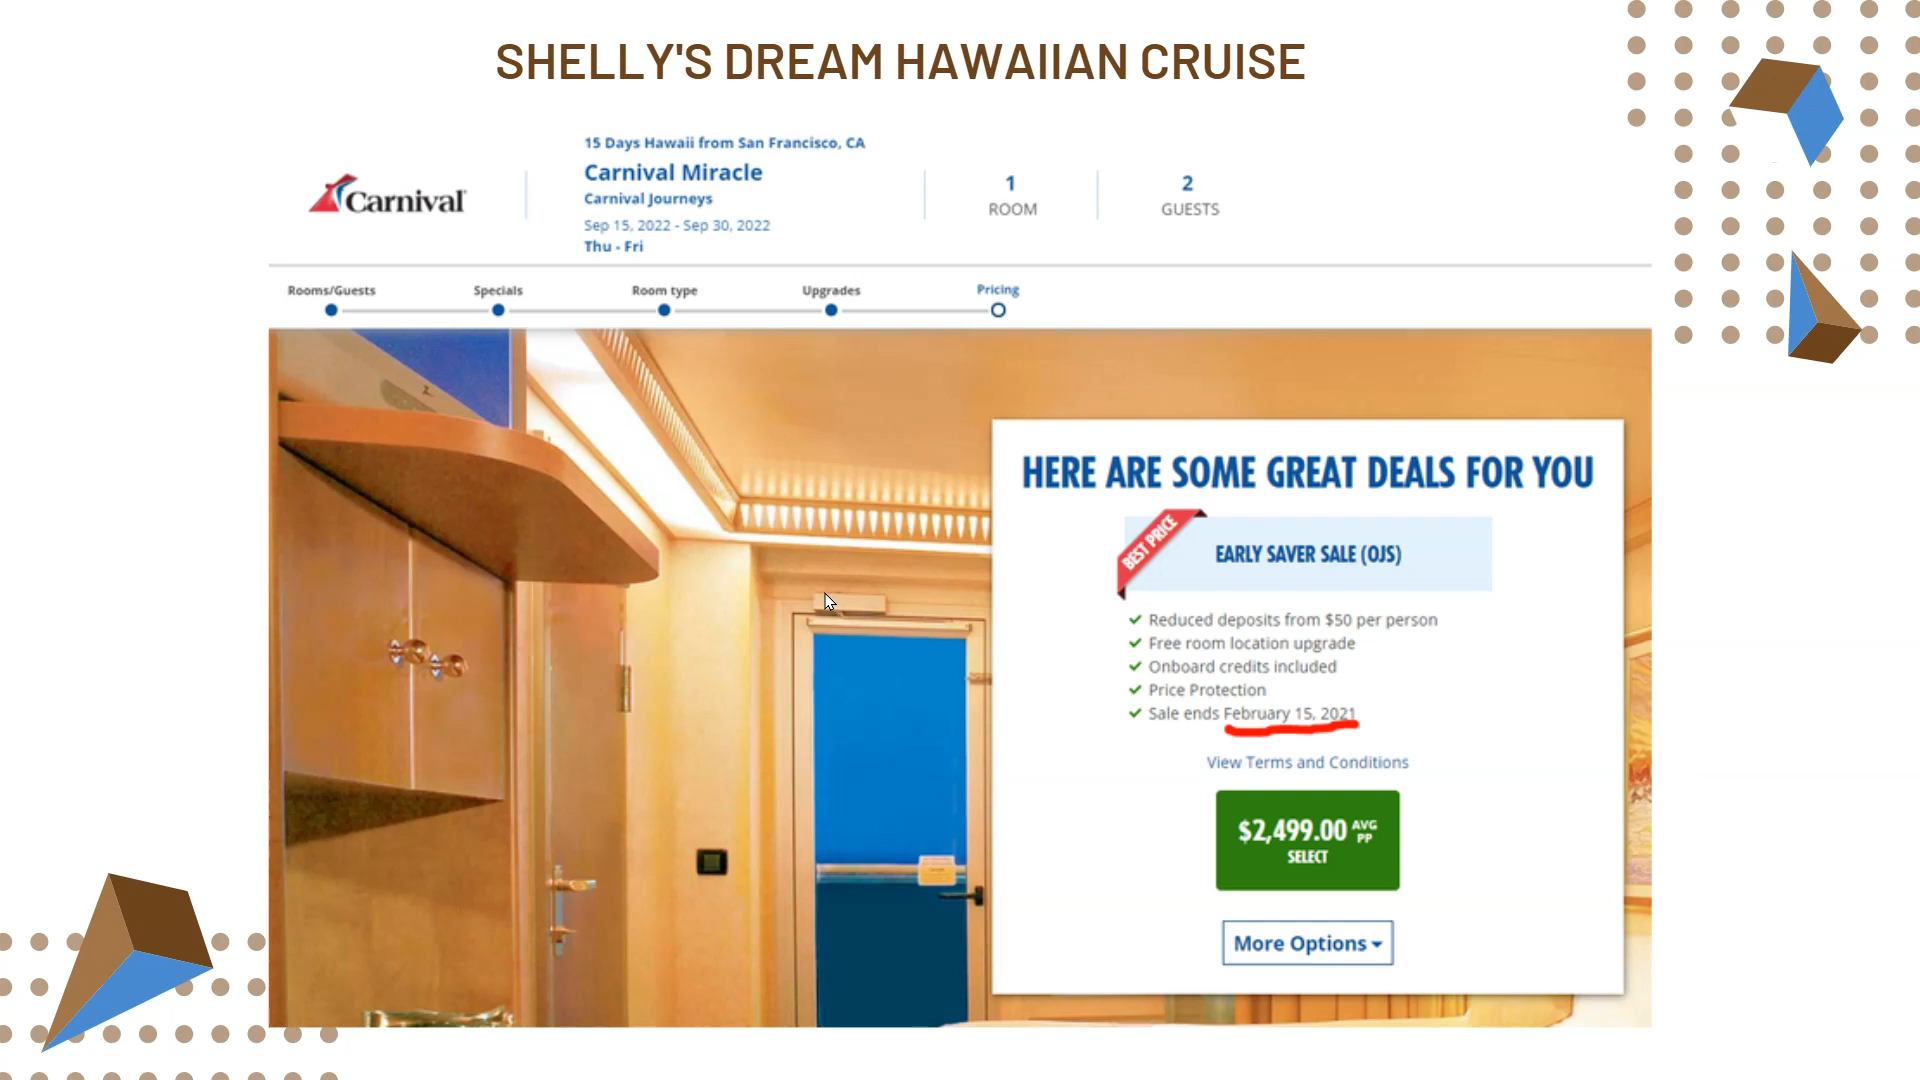 SHELLY'S DREAM HAWAIIAN CRUISE
Carnival
15 Days Hawaii from San Francisco, CA
Carnival Miracle
Carnival Journeys
Sep 15, 2022 - Sep 30, 2022
Thu - Fri
1
ROOM
2
GUESTS
Rooms/Guests
Specials
Room type
Upgrades
Pricing
HERE ARE SOME GREAT DEALS FOR YOU
BEST PRICE
EARLY SAVER SALE (OJS)
Reduced deposits from $50 per person
Free room location upgrade
Onboard credits included
Price Protection
Sale ends February 15, 2021
View Terms and Conditions
$2,499.00 AVG PP
SELECT
More Options